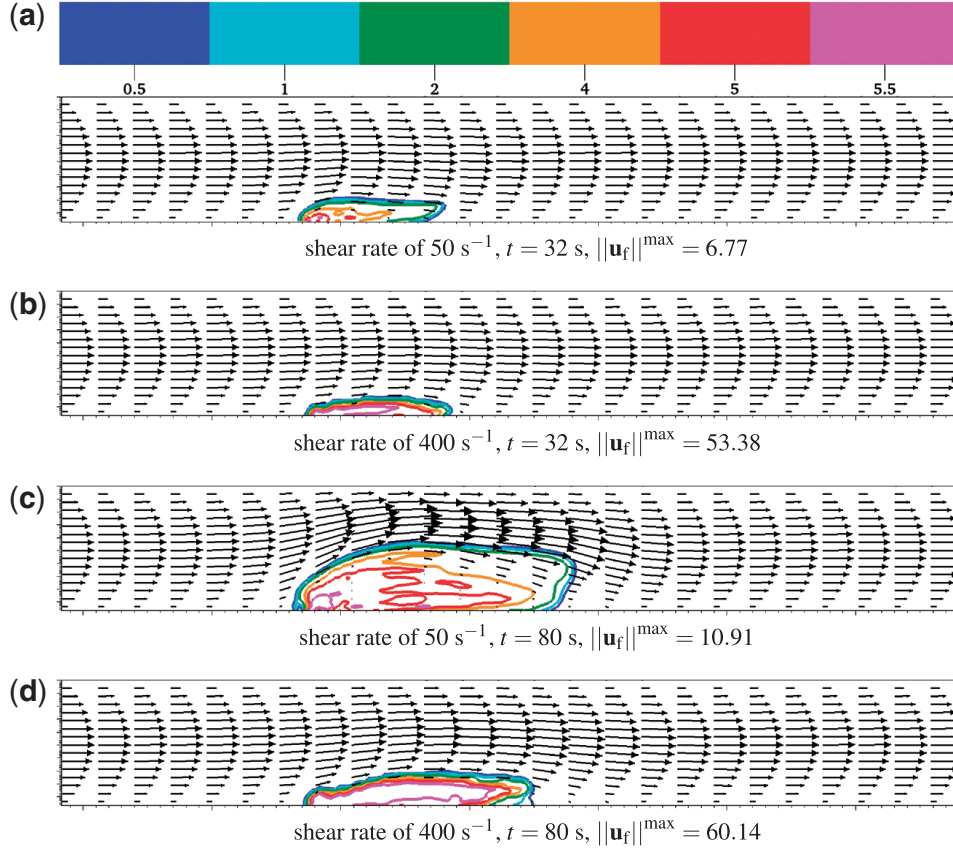 (a)
0.5 1 2 4 5 5.5
shear rate of 50 s⁻¹, t = 32 s, ||u_f||^max = 6.77
(b)
shear rate of 400 s⁻¹, t = 32 s, ||u_f||^max = 53.38
(c)
shear rate of 50 s⁻¹, t = 80 s, ||u_f||^max = 10.91
(d)
shear rate of 400 s⁻¹, t = 80 s, ||u_f||^max = 60.14